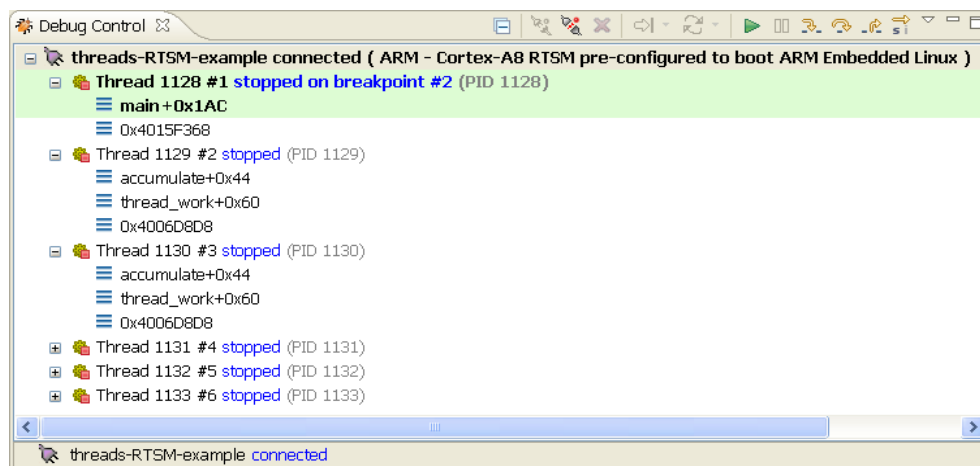 Debug Control
threads-RTSM-example connected ( ARM - Cortex-A8 RTSM pre-configured to boot ARM Embedded Linux )
Thread 1128 #1 stopped on breakpoint #2 (PID 1128)
main+0x1AC
0x4015F368
Thread 1129 #2 stopped (PID 1129)
accumulate+0x44
thread_work+0x60
0x4006D8D8
Thread 1130 #3 stopped (PID 1130)
accumulate+0x44
thread_work+0x60
0x4006D8D8
Thread 1131 #4 stopped (PID 1131)
Thread 1132 #5 stopped (PID 1132)
Thread 1133 #6 stopped (PID 1133)
threads-RTSM-example connected